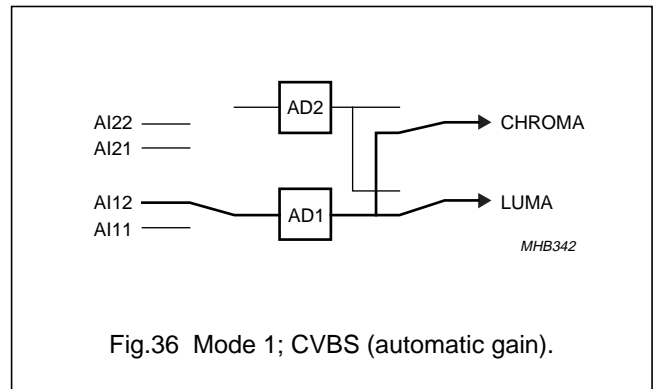 AD2
AI22
CHROMA
AI21
AI12
LUMA
AD1
AI11
MHB342
Fig.36 Mode 1; CVBS (automatic gain).